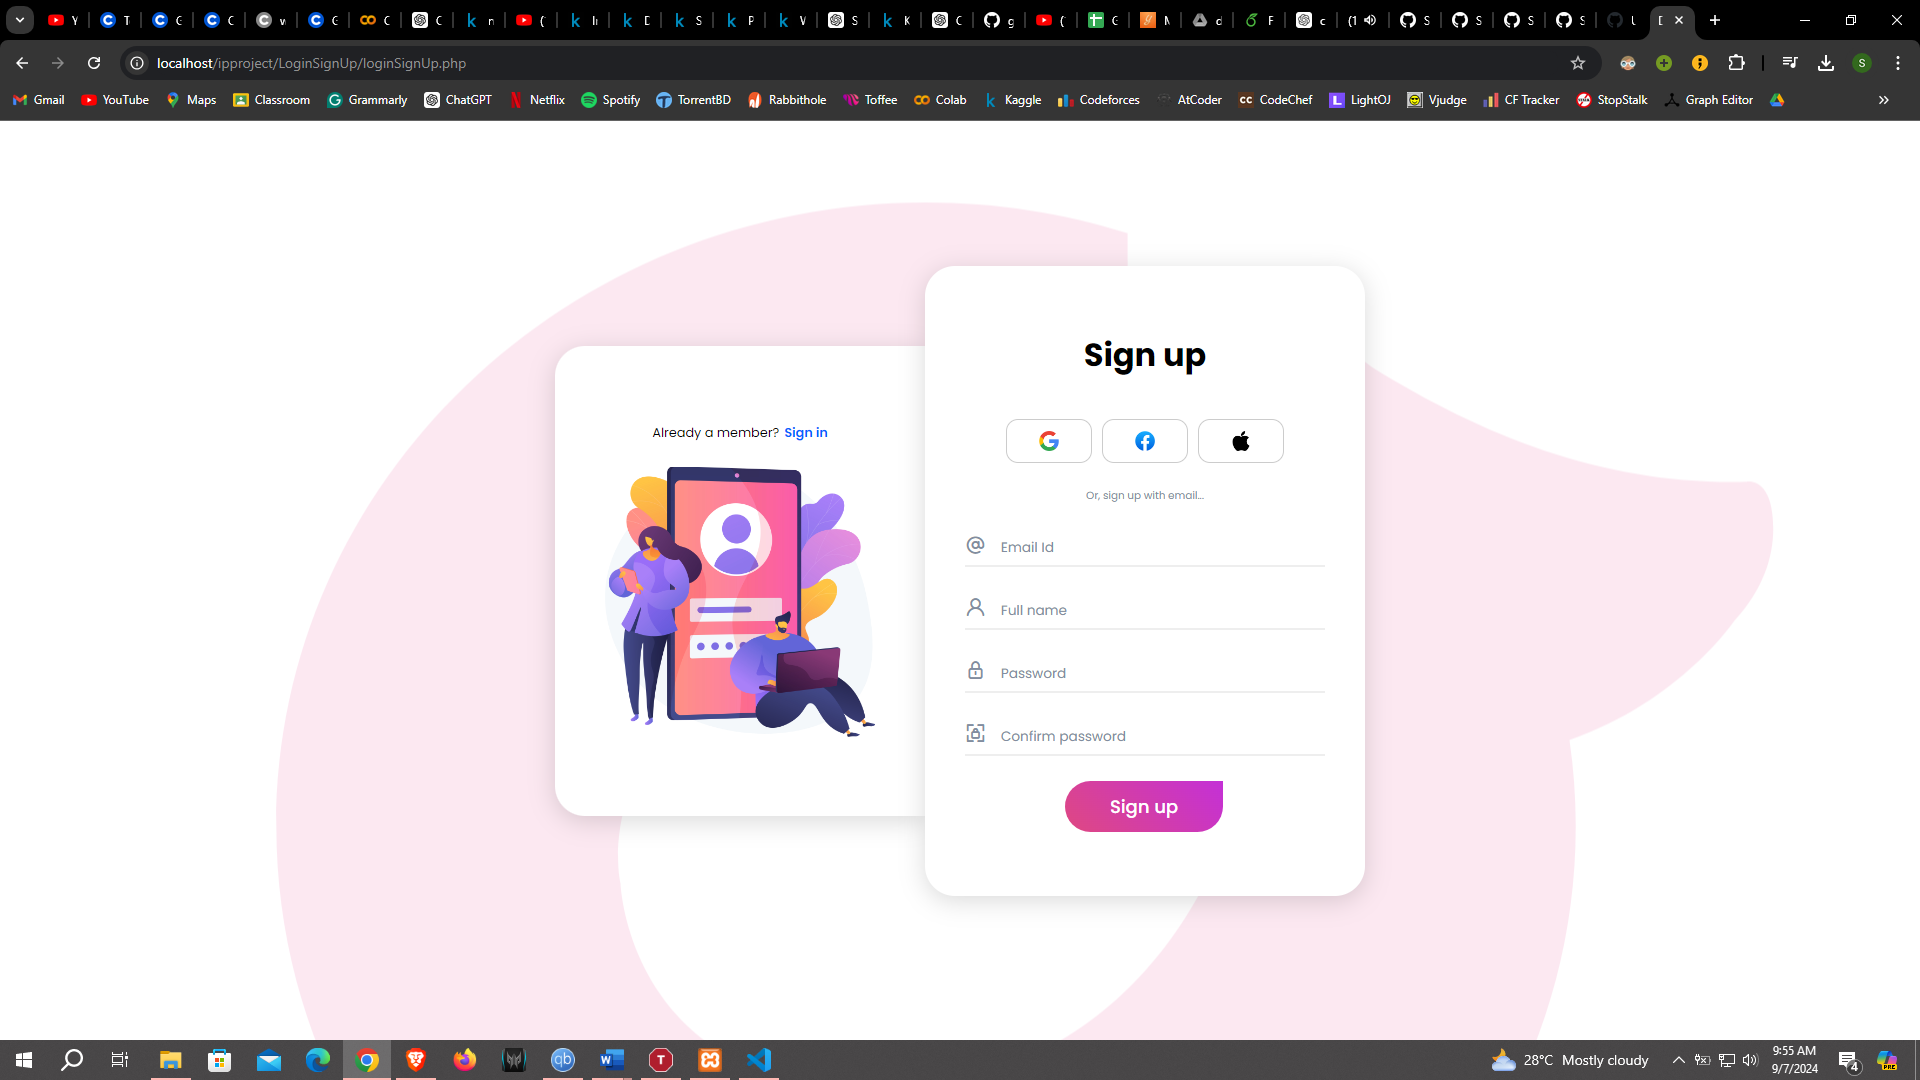 localhost/ipproject/LoginSignUp/loginSignUp.php
Gmail YouTube Maps Classroom Grammarly ChatGPT Netflix Spotify TorrentBD Rabbithole Toffee Colab Kaggle Codeforces AtCoder CodeChef LightOJ Vjudge CF Tracker StopStalk Graph Editor
Already a member? Sign in
Sign up
Or, sign up with email...
Email Id
Full name
Password
Confirm password
Sign up
28°C Mostly cloudy
9:55 AM
9/7/2024
4